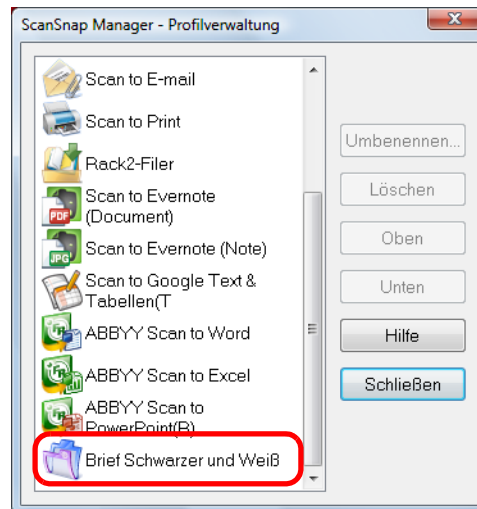 ScanSnap Manager - Profilverwaltung
Scan to E-mail
Scan to Print
Rack2-Filer
PDF
Scan to Evernote
(Document)
JPG
Scan to Evernote (Note)
Scan to Google Text &
Tabellen(T
ABBYY Scan to Word
ABBYY Scan to Excel
ABBYY Scan to
PowerPoint(R)
Brief Schwarzer und Weiß
Umbenennen...
Löschen
Oben
Unten
Hilfe
Schließen